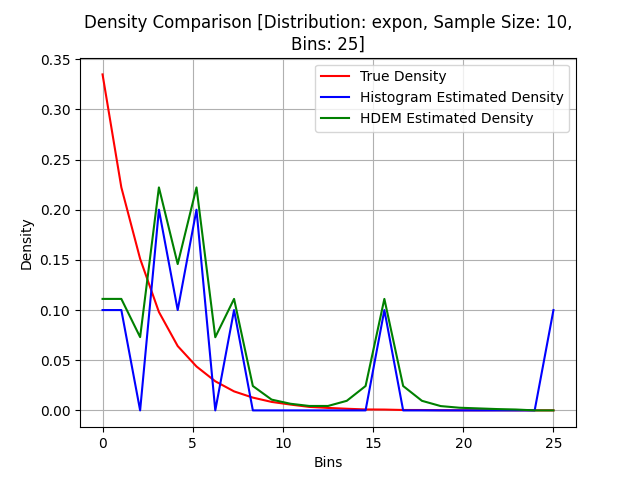 Density Comparison [Distribution: expon, Sample Size: 10,
Bins: 25]
True Density
Histogram Estimated Density
HDEM Estimated Density
Density
0.35
0.30
0.25
0.20
0.15
0.10
0.05
0.00
0 5 10 15 20 25
Bins